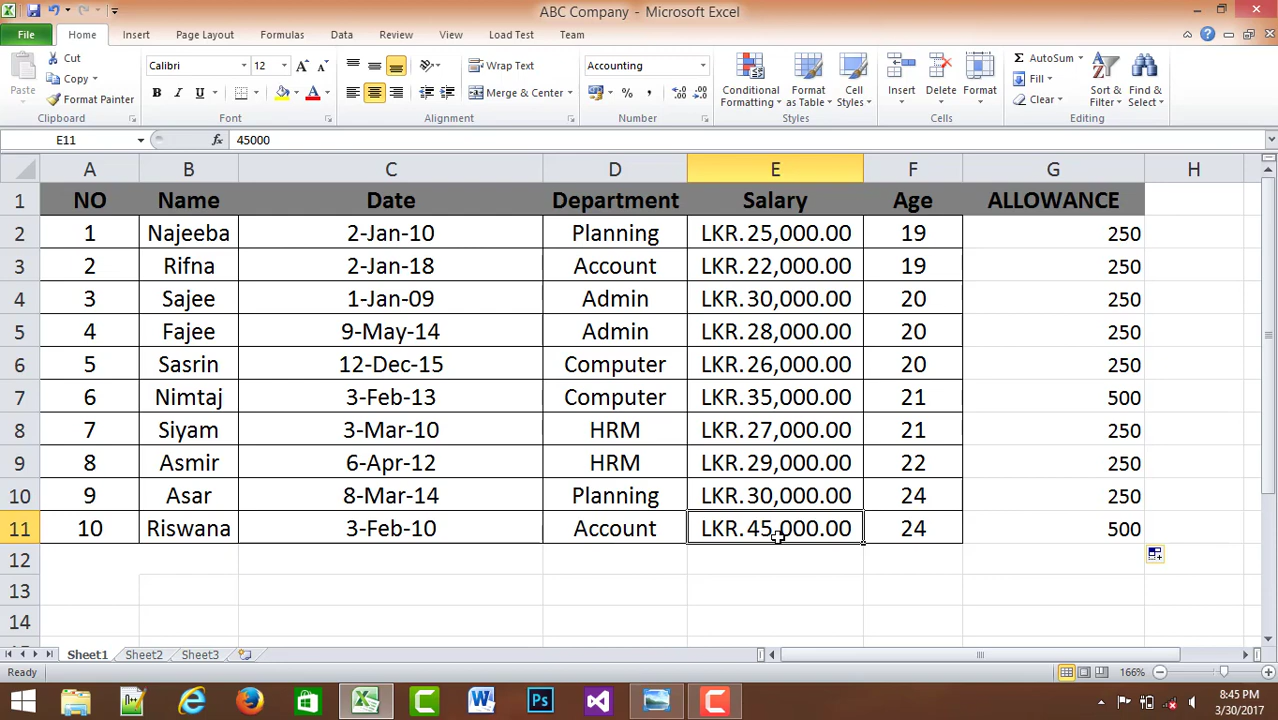 ABC Company - Microsoft Excel
File Home Insert Page Layout Formulas Data Review View Load Test Team
Cut
Copy
Format Painter
Paste
Clipboard
Calibri 12
B I U
Font
Wrap Text
Merge & Center
Alignment
Accounting
%
Number
Conditional Formatting
Format as Table
Cell Styles
Styles
Insert Delete Format
Cells
AutoSum
Fill
Clear
Sort & Filter
Find & Select
Editing
E11 fx 45000
A B C D E F G H
1 NO Name Date Department Salary Age ALLOWANCE
2 1 Najeeba 2-Jan-10 Planning LKR. 25,000.00 19 250
3 2 Rifna 2-Jan-18 Account LKR. 22,000.00 19 250
4 3 Sajee 1-Jan-09 Admin LKR. 30,000.00 20 250
5 4 Fajee 9-May-14 Admin LKR. 28,000.00 20 250
6 5 Sasrin 12-Dec-15 Computer LKR. 26,000.00 20 250
7 6 Nimtaj 3-Feb-13 Computer LKR. 35,000.00 21 500
8 7 Siyam 3-Mar-10 HRM LKR. 27,000.00 21 250
9 8 Asmir 6-Apr-12 HRM LKR. 29,000.00 22 250
10 9 Asar 8-Mar-14 Planning LKR. 30,000.00 24 250
11 10 Riswana 3-Feb-10 Account LKR. 45,000.00 24 500
12
13
14
Sheet1 Sheet2 Sheet3
Ready 166%
8:45 PM
3/30/2017